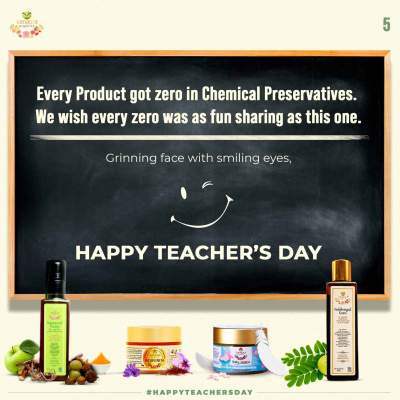 5
Every Product got zero in Chemical Preservatives.
We wish every zero was as fun sharing as this one.
Grinning face with smiling eyes,
HAPPY TEACHER'S DAY
#HAPPYTEACHERSDAY